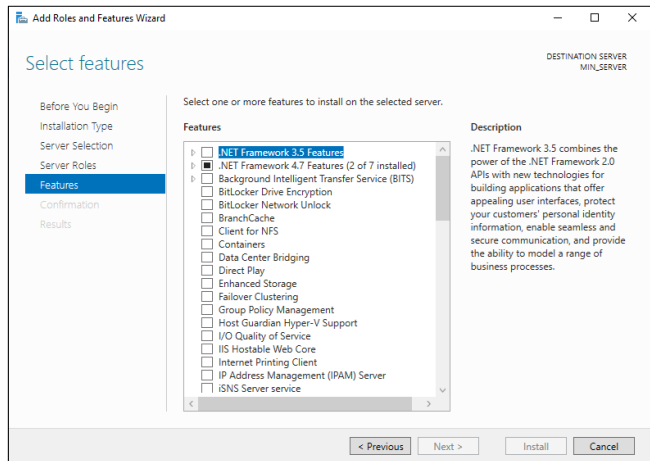 Add Roles and Features Wizard
Select features
DESTINATION SERVER
MIN_SERVER
Before You Begin
Installation Type
Server Selection
Server Roles
Features
Confirmation
Results
Select one or more features to install on the selected server.
Features
.NET Framework 3.5 Features
.NET Framework 4.7 Features (2 of 7 installed)
Background Intelligent Transfer Service (BITS)
BitLocker Drive Encryption
BitLocker Network Unlock
BranchCache
Client for NFS
Containers
Data Center Bridging
Direct Play
Enhanced Storage
Failover Clustering
Group Policy Management
Host Guardian Hyper-V Support
I/O Quality of Service
IIS Hostable Web Core
Internet Printing Client
IP Address Management (IPAM) Server
iSNS Server service
Description
.NET Framework 3.5 combines the
power of the .NET Framework 2.0
APIs with new technologies for
building applications that offer
appealing user interfaces, protect
your customers' personal identity
information, enable seamless and
secure communication, and provide
the ability to model a range of
business processes.
< Previous
Next >
Install
Cancel